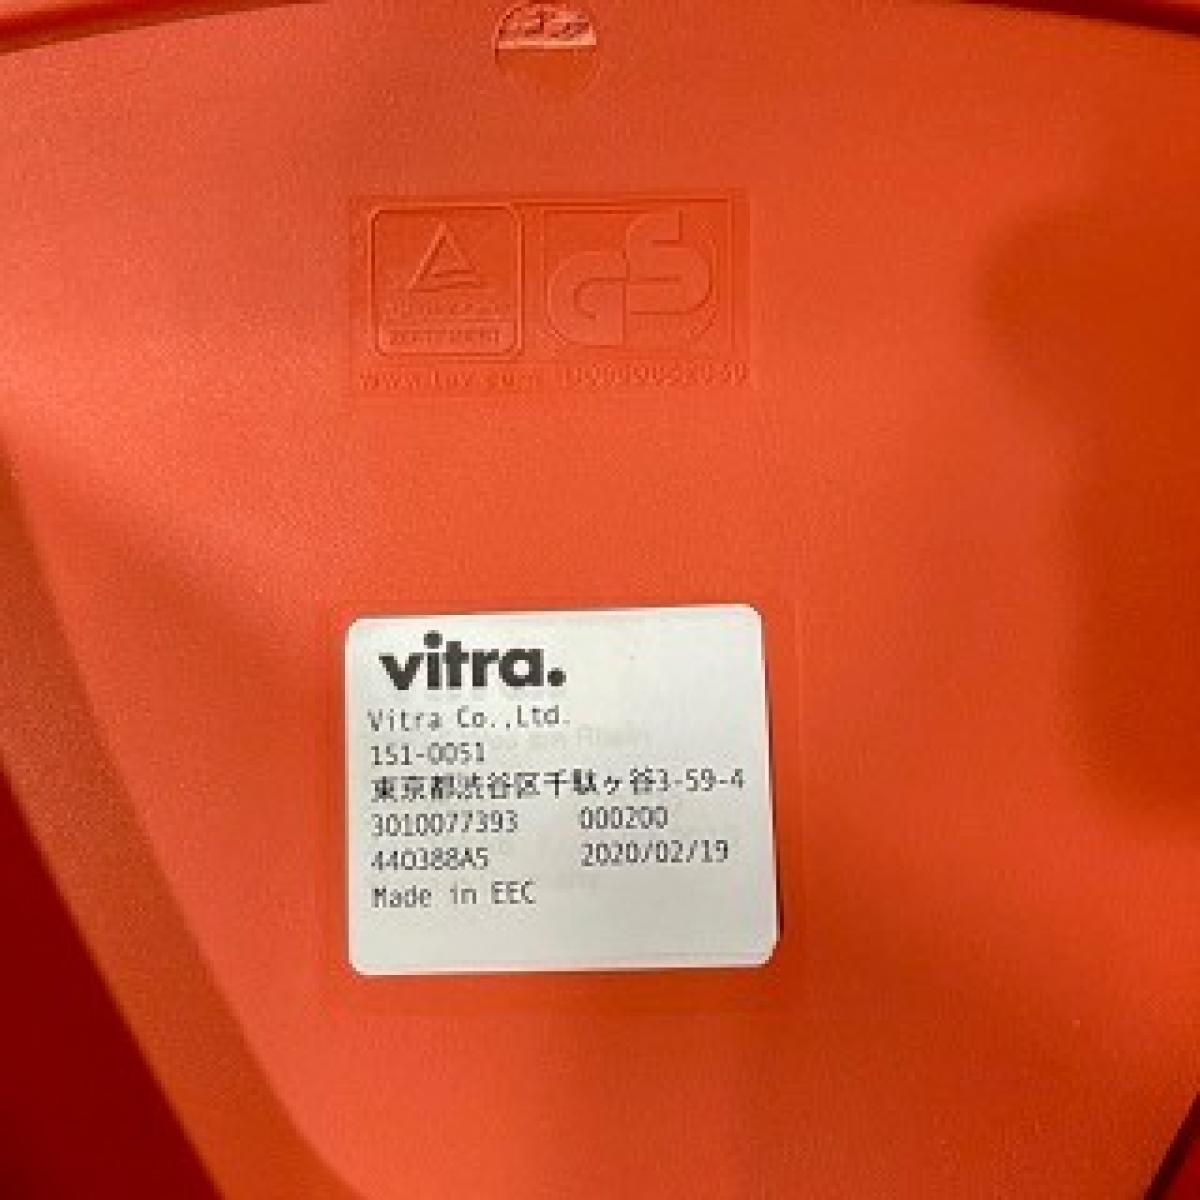 GS
vitra.
Vitra Co.,Ltd.
151-0051
東京都渋谷区千駄ヶ谷3-59-4
3010077393 000200
440388A5 2020/02/19
Made in EEC